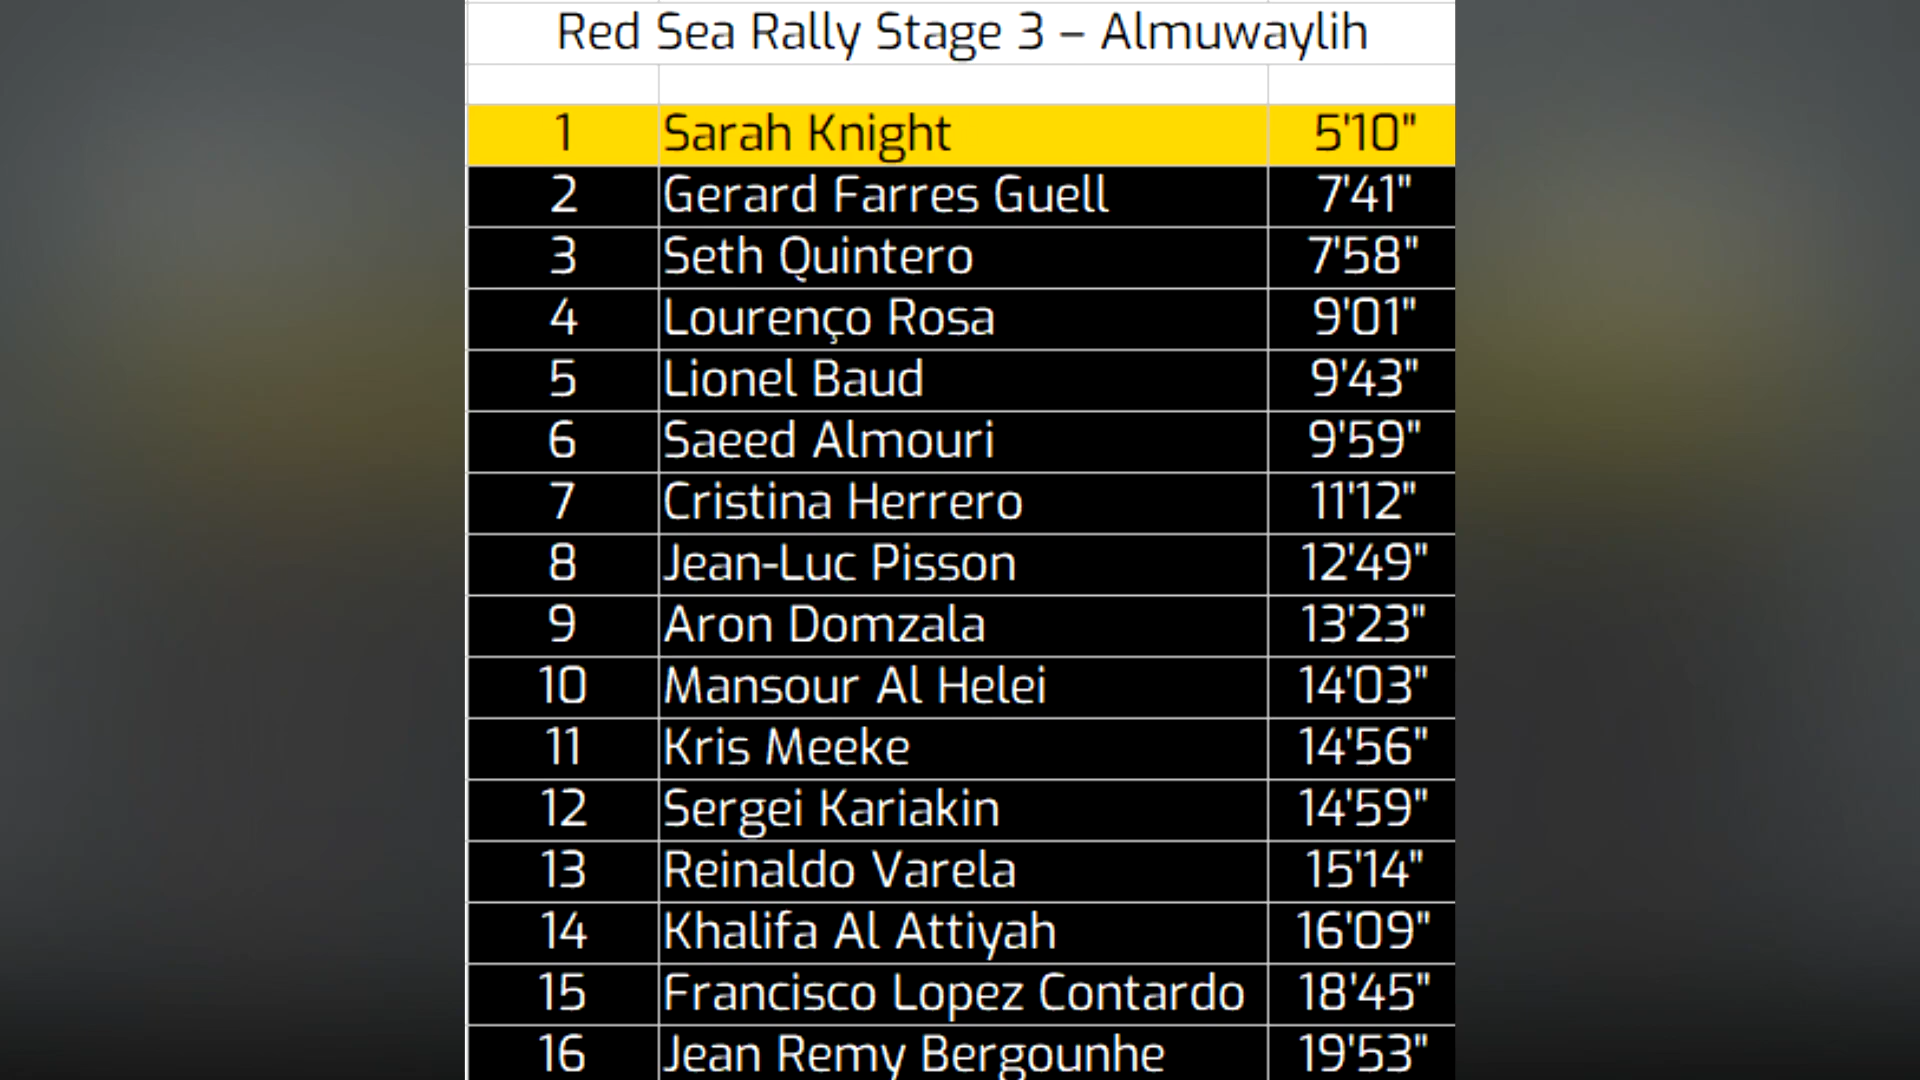 Red Sea Rally Stage 3 – Almuwaylih
1 Sarah Knight 5'10"
2 Gerard Farres Guell 7'41"
3 Seth Quintero 7'58"
4 Lourenço Rosa 9'01"
5 Lionel Baud 9'43"
6 Saeed Almouri 9'59"
7 Cristina Herrero 11'12"
8 Jean-Luc Pisson 12'49"
9 Aron Domzala 13'23"
10 Mansour Al Helei 14'03"
11 Kris Meeke 14'56"
12 Sergei Kariakin 14'59"
13 Reinaldo Varela 15'14"
14 Khalifa Al Attiyah 16'09"
15 Francisco Lopez Contardo 18'45"
16 Jean Remy Bergounhe 19'53"